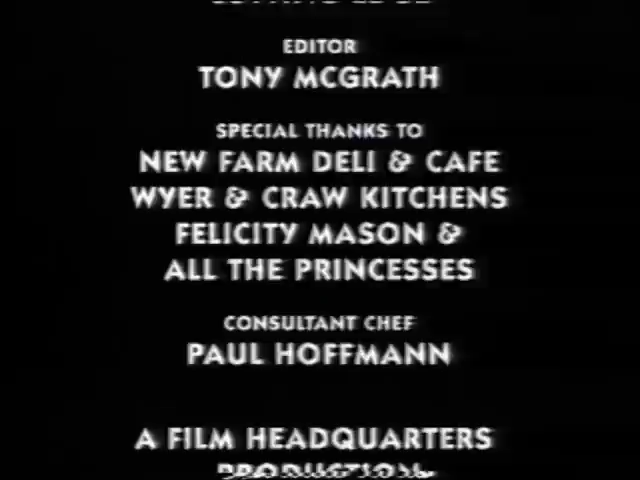 EDITOR
TONY MCGRATH
SPECIAL THANKS TO
NEW FARM DELI & CAFE
WYER & CRAW KITCHENS
FELICITY MASON &
ALL THE PRINCESSES
CONSULTANT CHEF
PAUL HOFFMANN
A FILM HEADQUARTERS
PRODUCTION